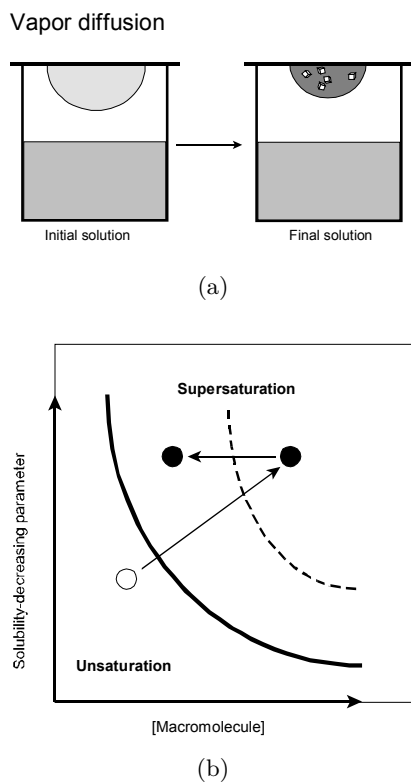 Vapor diffusion
Initial solution
Final solution
(a)
Supersaturation
Solubility-decreasing parameter
Unsaturation
[Macromolecule]
(b)